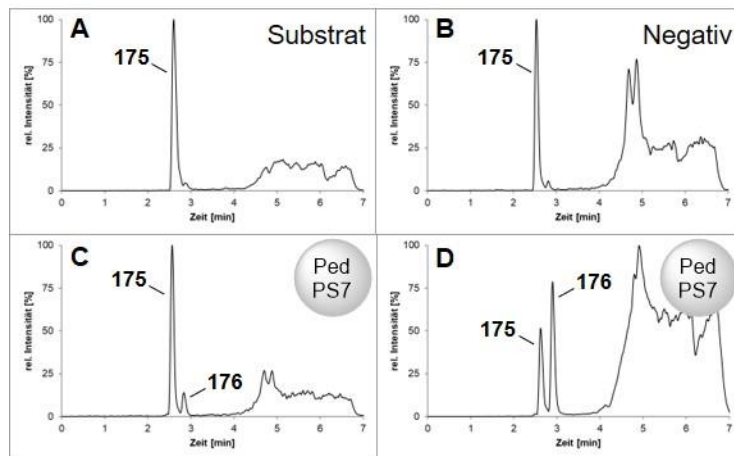 A
Substrat
175
rel. Intensität [%]
100
75
50
25
0
0 1 2 3 4 5 6 7
Zeit [min]
B
Negativ
175
rel. Intensität [%]
100
75
50
25
0
0 1 2 3 4 5 6 7
Zeit [min]
C
Ped
PS7
175
176
rel. Intensität [%]
100
75
50
25
0
0 1 2 3 4 5 6 7
Zeit [min]
D
Ped
PS7
176
175
rel. Intensität [%]
100
75
50
25
0
0 1 2 3 4 5 6 7
Zeit [min]